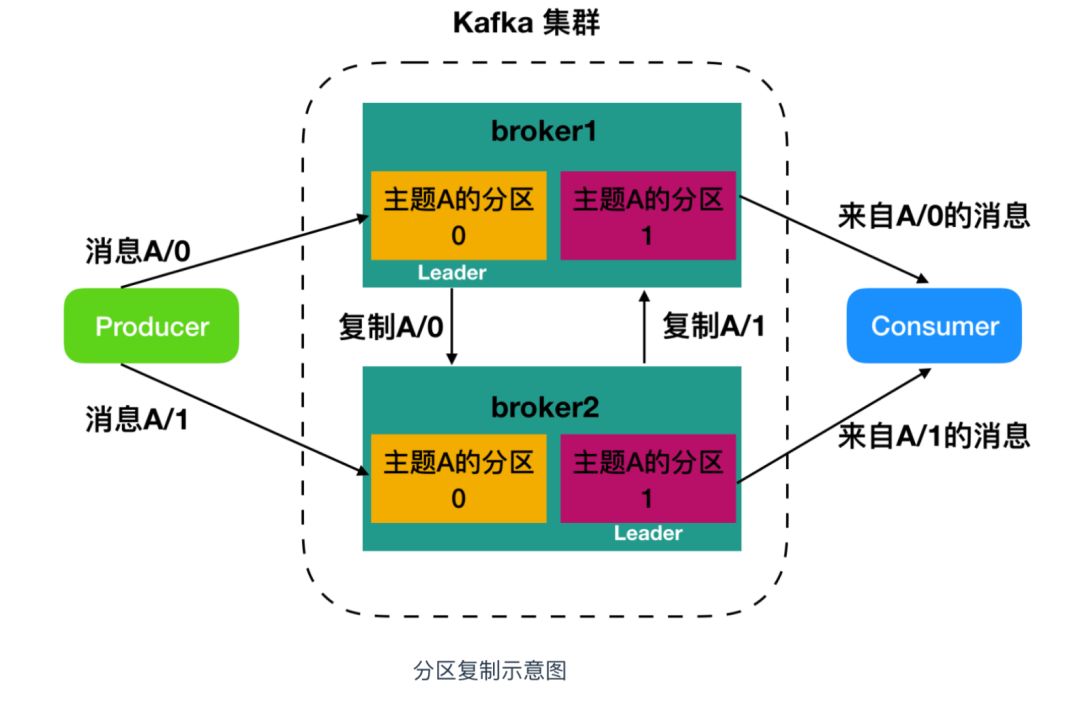 Kafka 集群
broker1
主题A的分区
0
主题A的分区
1
Leader
消息A/0
Producer
消息A/1
复制A/0
复制A/1
broker2
主题A的分区
0
主题A的分区
1
Leader
来自A/0的消息
Consumer
来自A/1的消息
分区复制示意图